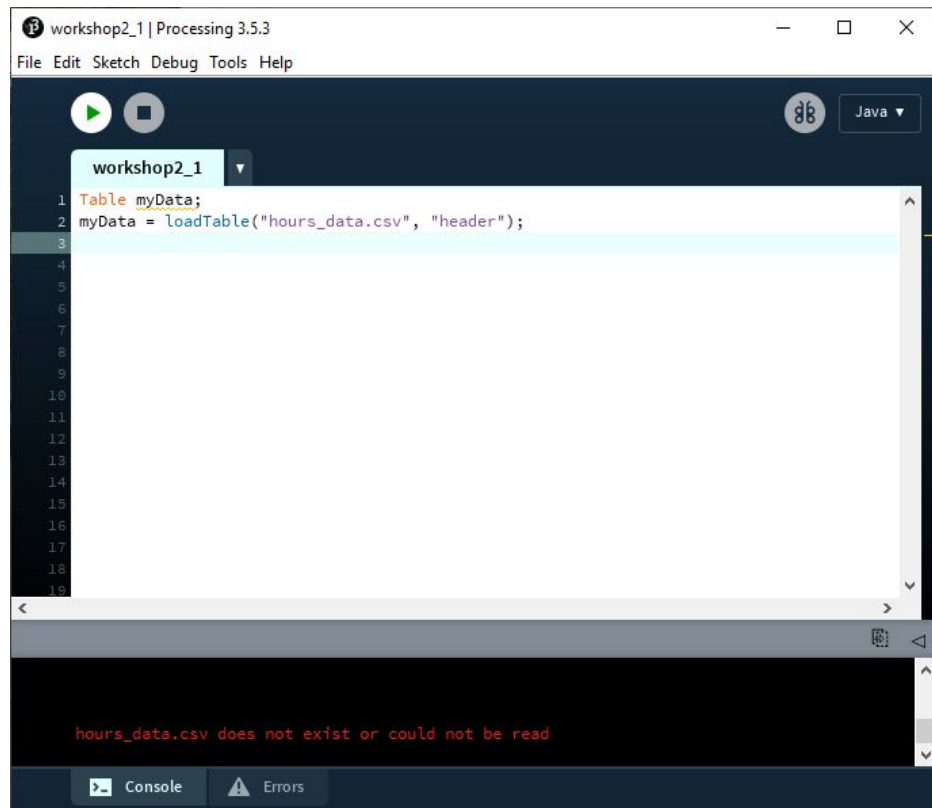 workshop2_1 | Processing 3.5.3
File Edit Sketch Debug Tools Help
Java ▼
workshop2_1 ▼
1 Table myData;
2 myData = loadTable("hours_data.csv", "header");
3
4
5
6
7
8
9
10
11
12
13
14
15
16
17
18
19
hours_data.csv does not exist or could not be read
Console Errors